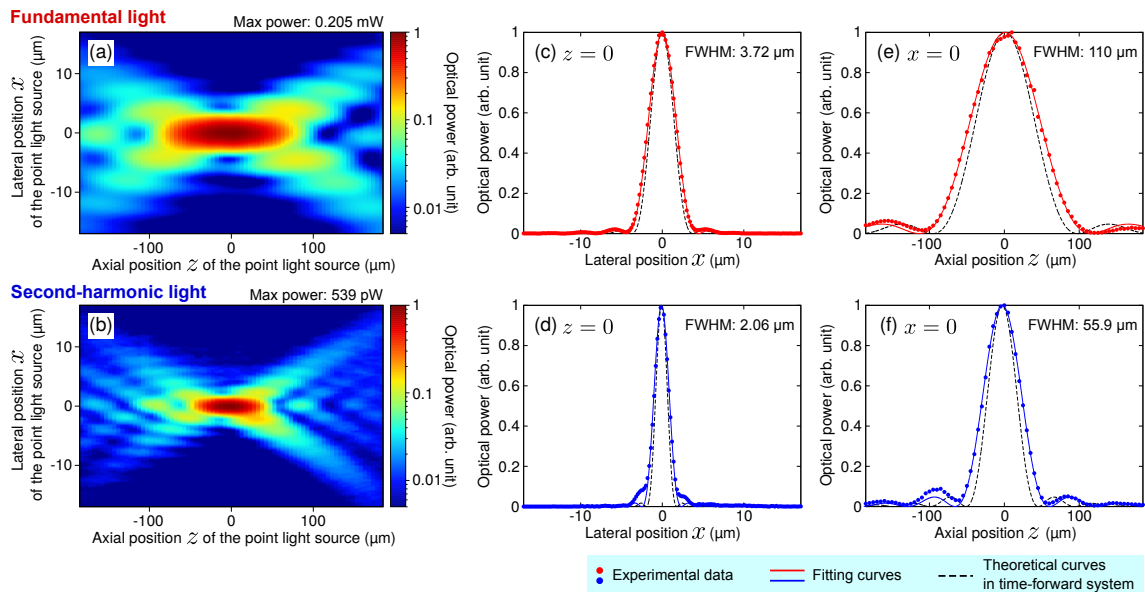 Fundamental light
Max power: 0.205 mW
(a)
Lateral position x
of the point light source (µm)
10
0
-10
-100
0
100
Axial position z of the point light source (µm)
1
0.1
0.01
Optical power (arb. unit)
(c) z = 0
FWHM: 3.72 µm
Optical power (arb. unit)
1
0.8
0.6
0.4
0.2
0
-10
0
10
Lateral position x (µm)
(e) x = 0
FWHM: 110 µm
Optical power (arb. unit)
1
0.8
0.6
0.4
0.2
0
-100
0
100
Axial position z (µm)
Second-harmonic light
Max power: 539 pW
(b)
Lateral position x
of the point light source (µm)
10
0
-10
-100
0
100
Axial position z of the point light source (µm)
1
0.1
0.01
Optical power (arb. unit)
(d) z = 0
FWHM: 2.06 µm
Optical power (arb. unit)
1
0.8
0.6
0.4
0.2
0
-10
0
10
Lateral position x (µm)
(f) x = 0
FWHM: 55.9 µm
Optical power (arb. unit)
1
0.8
0.6
0.4
0.2
0
-100
0
100
Axial position z (µm)
Experimental data
Fitting curves
Theoretical curves
in time-forward system